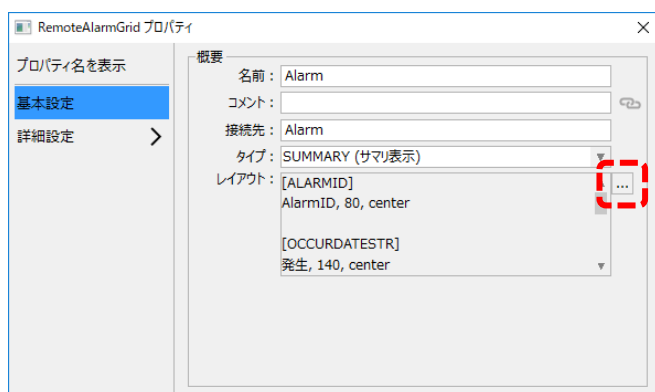 RemoteAlarmGrid プロパティ
プロパティ名を表示
基本設定
詳細設定
概要
名前： Alarm
コメント：
接続先： Alarm
タイプ： SUMMARY (サマリ表示)
レイアウト： [ALARMID]
AlarmID, 80, center
[OCCURDATESTR]
発生, 140, center
...